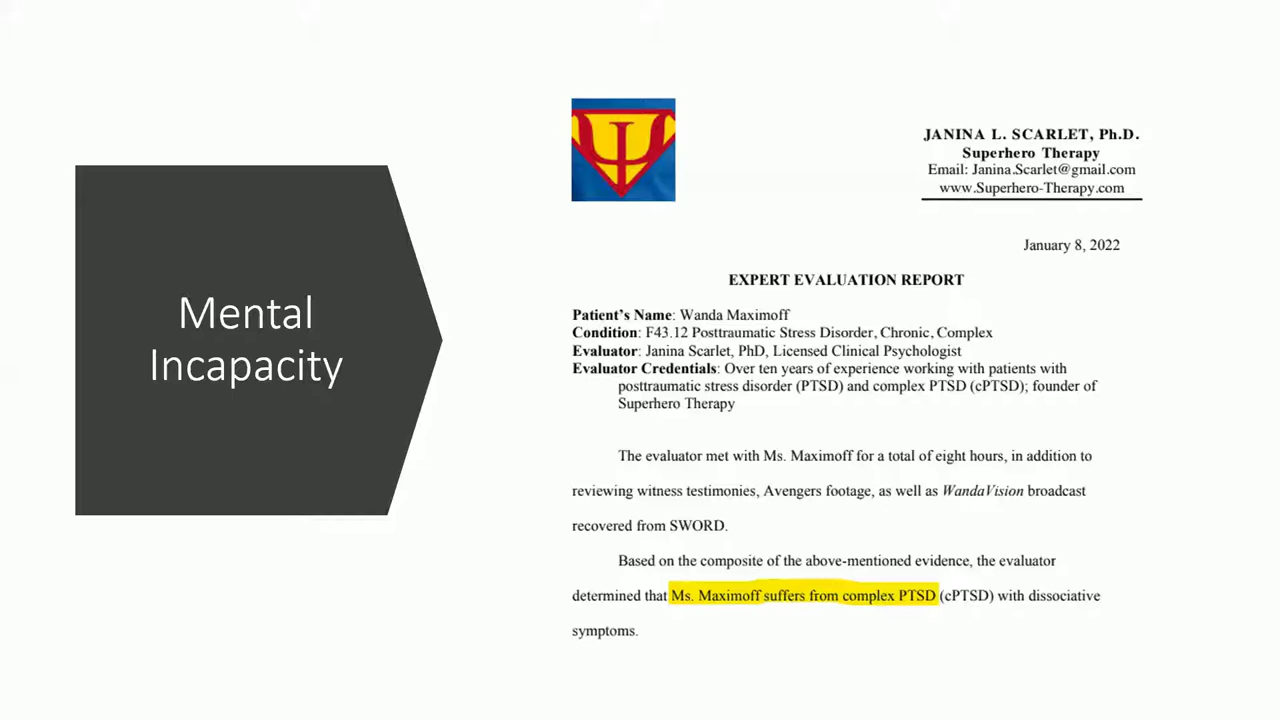 Mental
Incapacity
JANINA L. SCARLET, Ph.D.
Superhero Therapy
Email: Janina.Scarlet@gmail.com
www.Superhero-Therapy.com
January 8, 2022
EXPERT EVALUATION REPORT
Patient's Name: Wanda Maximoff
Condition: F43.12 Posttraumatic Stress Disorder, Chronic, Complex
Evaluator: Janina Scarlet, PhD, Licensed Clinical Psychologist
Evaluator Credentials: Over ten years of experience working with patients with
posttraumatic stress disorder (PTSD) and complex PTSD (cPTSD); founder of
Superhero Therapy
The evaluator met with Ms. Maximoff for a total of eight hours, in addition to
reviewing witness testimonies, Avengers footage, as well as WandaVision broadcast
recovered from SWORD.
Based on the composite of the above-mentioned evidence, the evaluator
determined that Ms. Maximoff suffers from complex PTSD (cPTSD) with dissociative
symptoms.